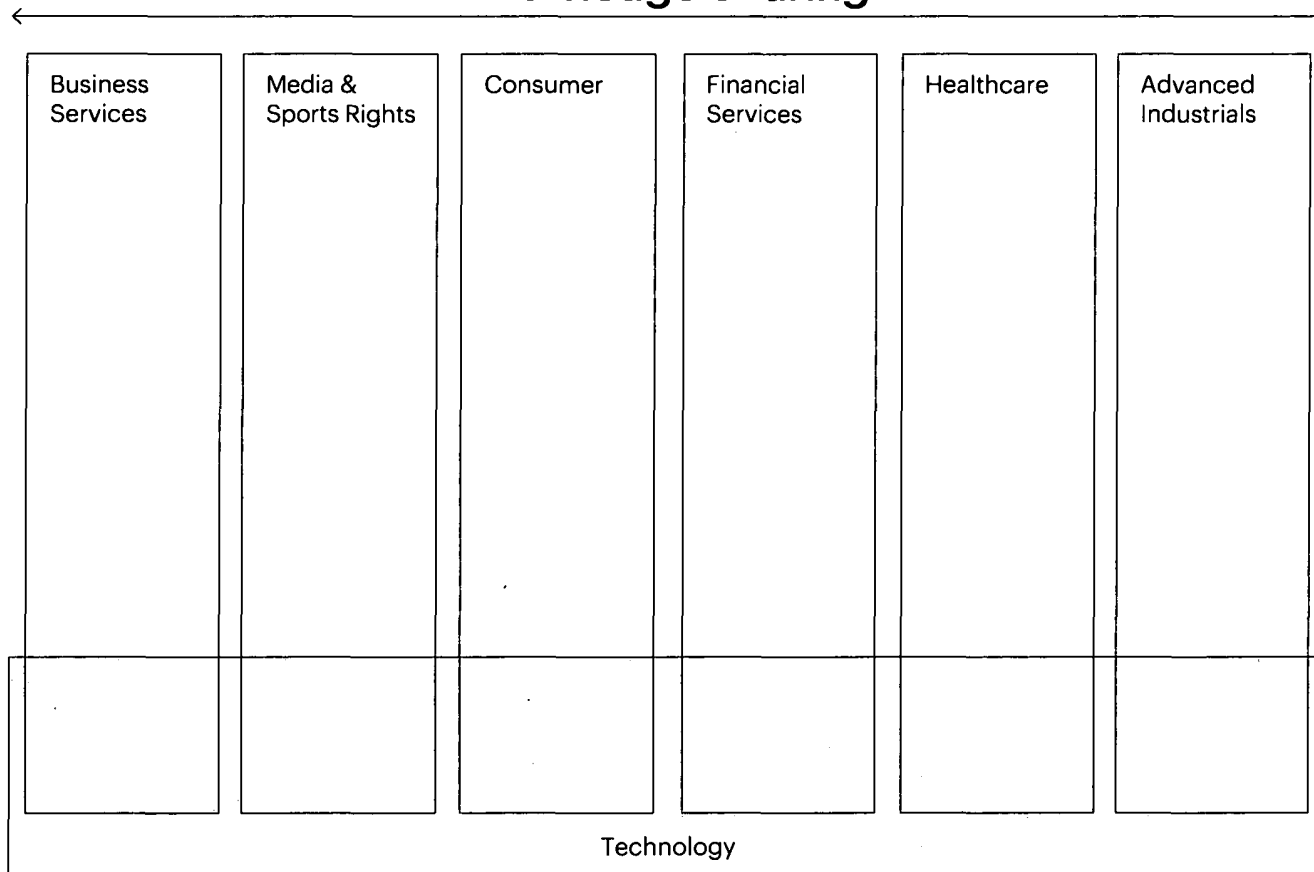 Business
Services
Media &
Sports Rights
Consumer
Financial
Services
Healthcare
Advanced
Industrials
Technology